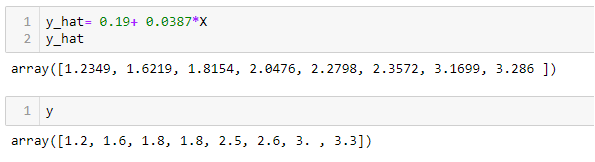 1 y_hat= 0.19+ 0.0387*X
2 y_hat
array([1.2349, 1.6219, 1.8154, 2.0476, 2.2798, 2.3572, 3.1699, 3.286 ])
1 y
array([1.2, 1.6, 1.8, 1.8, 2.5, 2.6, 3. , 3.3])